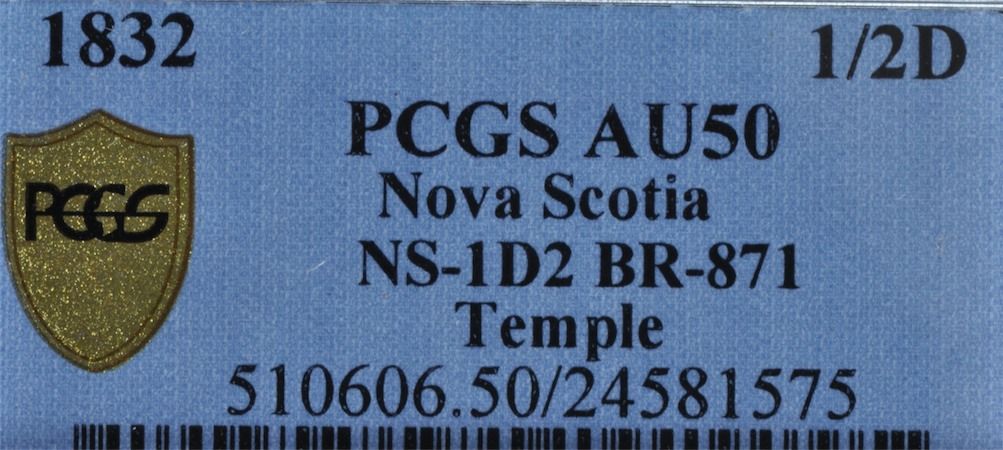 1832 1/2D
PCGS AU50
PCGS
Nova Scotia
NS-1D2 BR-871
Temple
510606.50/24581575